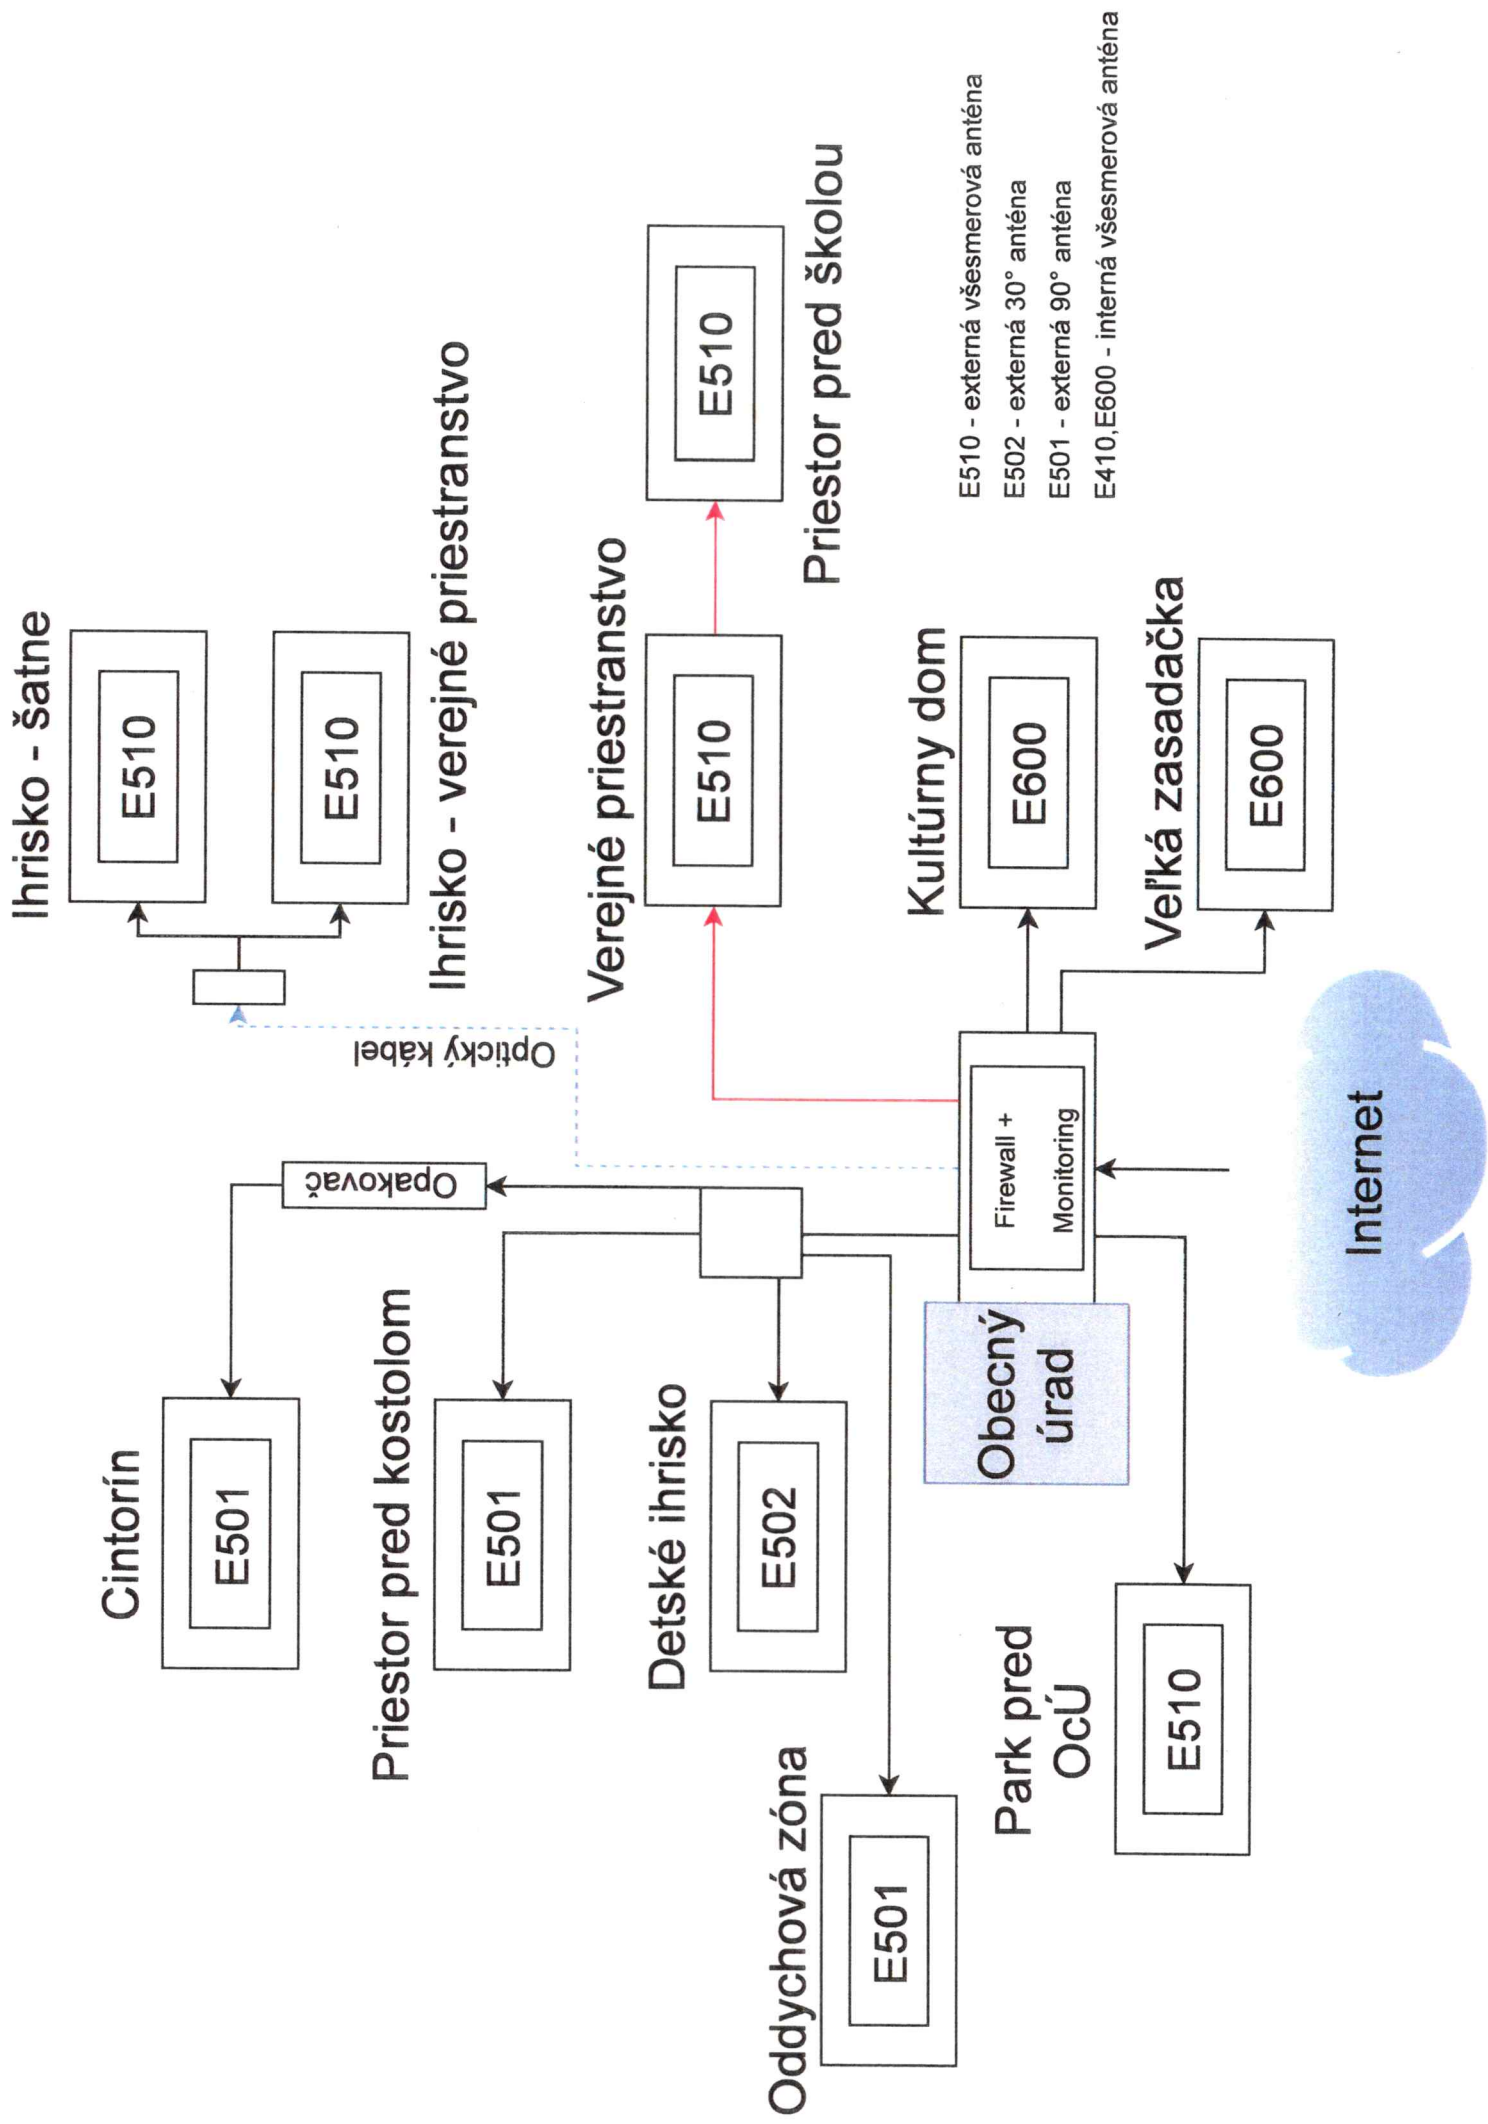 Cintorín
E501
Opakovač
Ihrisko - šatne
E510
E510
Ihrisko - verejné priestranstvo
Optický kábel
Priestor pred kostolom
E501
Verejné priestranstvo
E510
E510
Priestor pred školou
Detské ihrisko
E502
Oddychová zóna
E501
Obecný
úrad
Firewall +
Monitoring
Kultúrny dom
E600
Veľká zasadačka
E600
Park pred
OcÚ
E510
Internet
E510 - externá všesmerová anténa
E502 - externá 30° anténa
E501 - externá 90° anténa
E410,E600 - interná všesmerová anténa